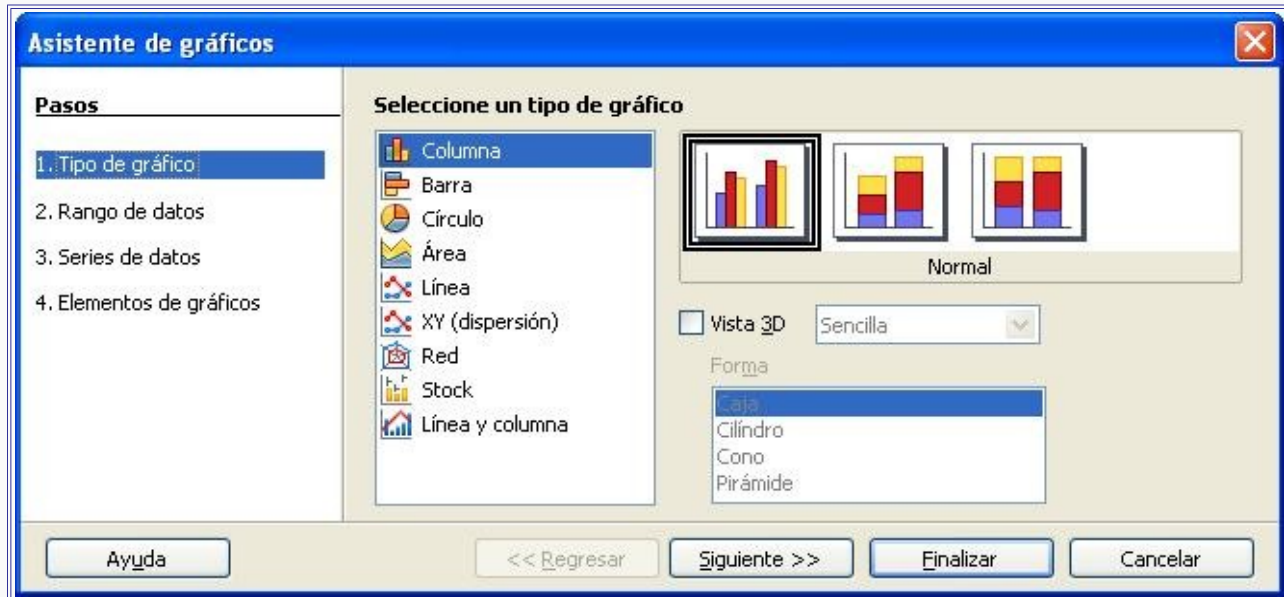 Asistente de gráficos
Pasos
1. Tipo de gráfico
2. Rango de datos
3. Series de datos
4. Elementos de gráficos
Seleccione un tipo de gráfico
Columna
Barra
Círculo
Área
Línea
XY (dispersión)
Red
Stock
Línea y columna
Normal
Vista 3D
Sencilla
Forma
Caja
Cilíndro
Cono
Pirámide
Ayuda
<< Regresar
Siguiente >>
Finalizar
Cancelar